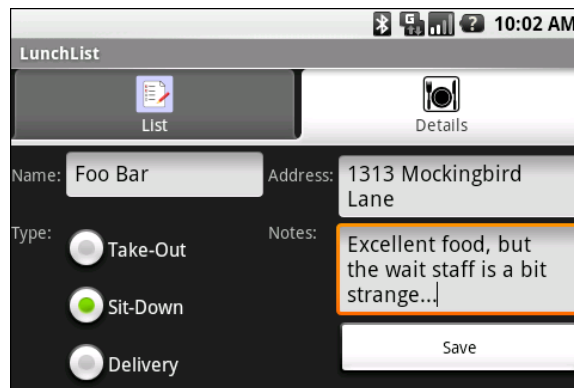 10:02 AM
LunchList
List
Details
Name:
Foo Bar
Address:
1313 Mockingbird
Lane
Type:
Take-Out
Sit-Down
Delivery
Notes:
Excellent food, but
the wait staff is a bit
strange...
Save